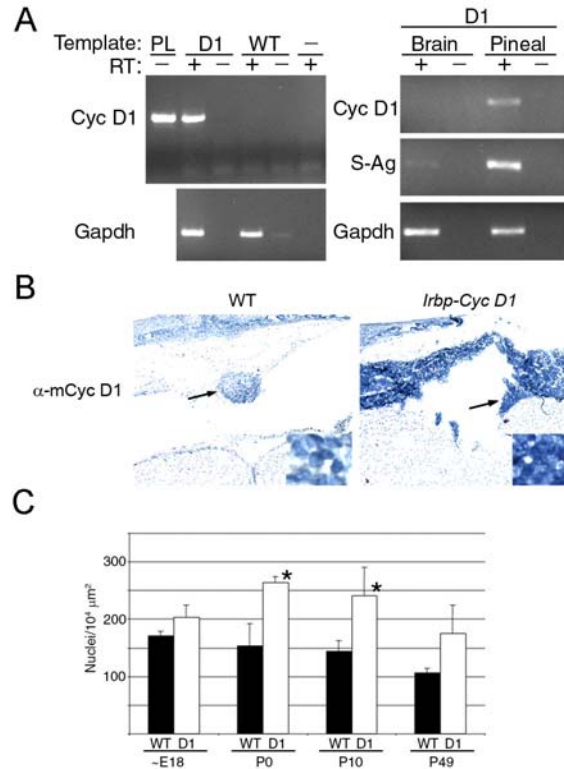 A
Template: PL D1 WT –
RT: – + – + – +
Cyc D1
Gapdh
D1
Brain Pineal
+ – + –
Cyc D1
S-Ag
Gapdh
B
WT Irbp-Cyc D1
α-mCyc D1
C
Nuclei/10⁴ μm²
300
200
100
*
*
WT D1 WT D1 WT D1 WT D1
~E18 P0 P10 P49